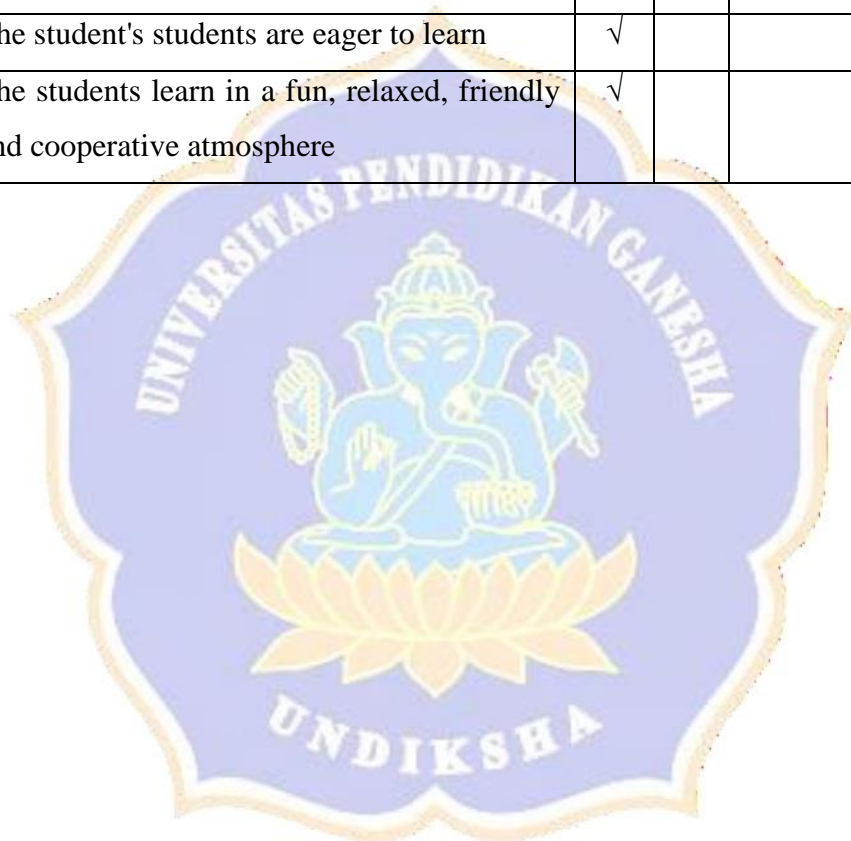 he student's students are eager to learn √
he students learn in a fun, relaxed, friendly √
nd cooperative atmosphere
UNIVERSITAS PENDIDIKAN GANESHA
UNDIKSHA